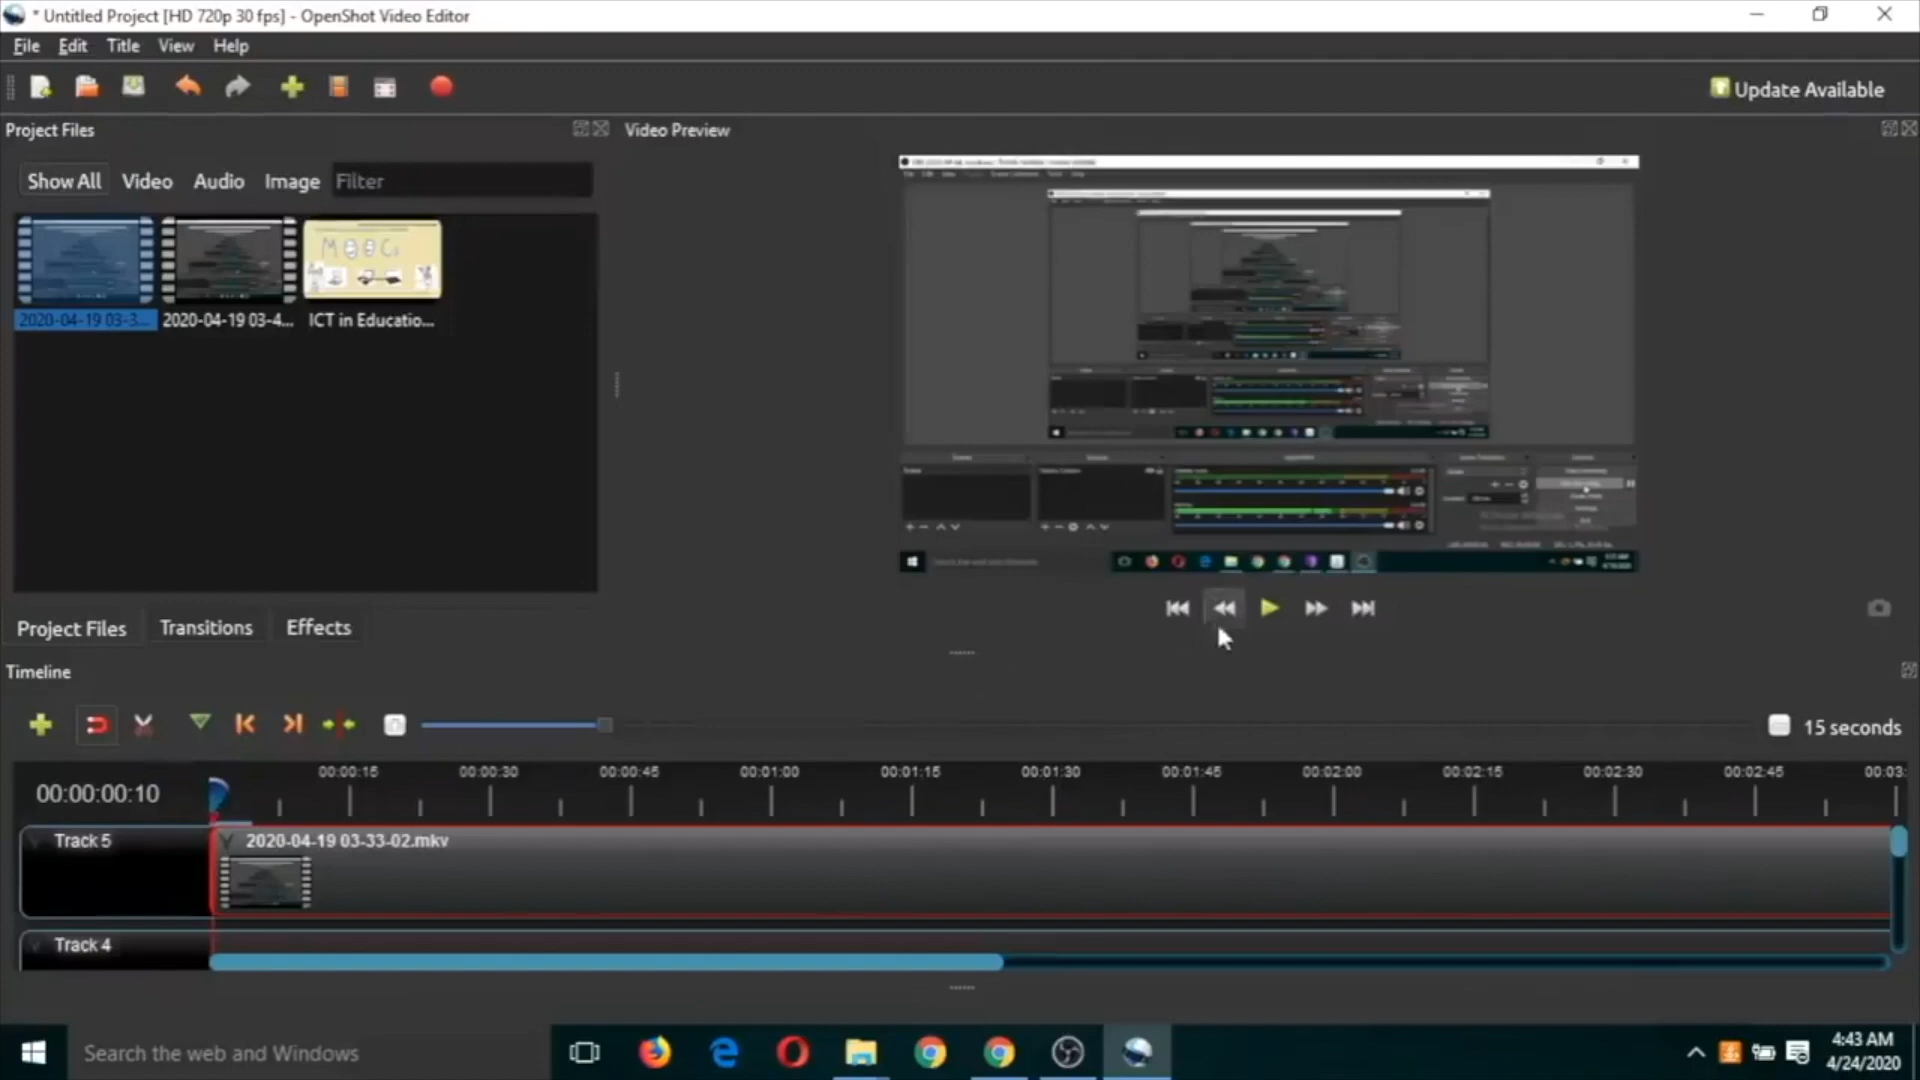 * Untitled Project [HD 720p 30 fps] - OpenShot Video Editor
File Edit Title View Help
Update Available
Project Files
Video Preview
Show All Video Audio Image Filter
MOOCs
2020-04-19 03-3... 2020-04-19 03-4... ICT in Educatio...
Project Files Transitions Effects
Timeline
15 seconds
00:00:15 00:00:30 00:00:45 00:01:00 00:01:15 00:01:30 00:01:45 00:02:00 00:02:15 00:02:30 00:02:45 00:03:
00:00:00:10
Track 5
2020-04-19 03-33-02.mkv
Track 4
Search the web and Windows
4:43 AM
4/24/2020